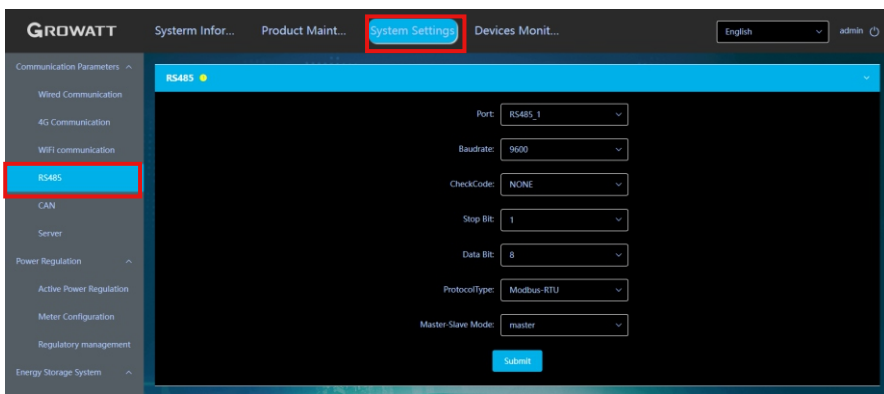 GROWATT
Systerm Infor...
Product Maint...
System Settings
Devices Monit...
English
admin
Communication Parameters
Wired Communication
4G Communication
WiFi communication
RS485
CAN
Server
Power Regulation
Active Power Regulation
Meter Configuration
Regulatory management
Energy Storage System
RS485
Port: RS485_1
Baudrate: 9600
CheckCode: NONE
Stop Bit: 1
Data Bit: 8
ProtocolType: Modbus-RTU
Master-Slave Mode: master
Submit